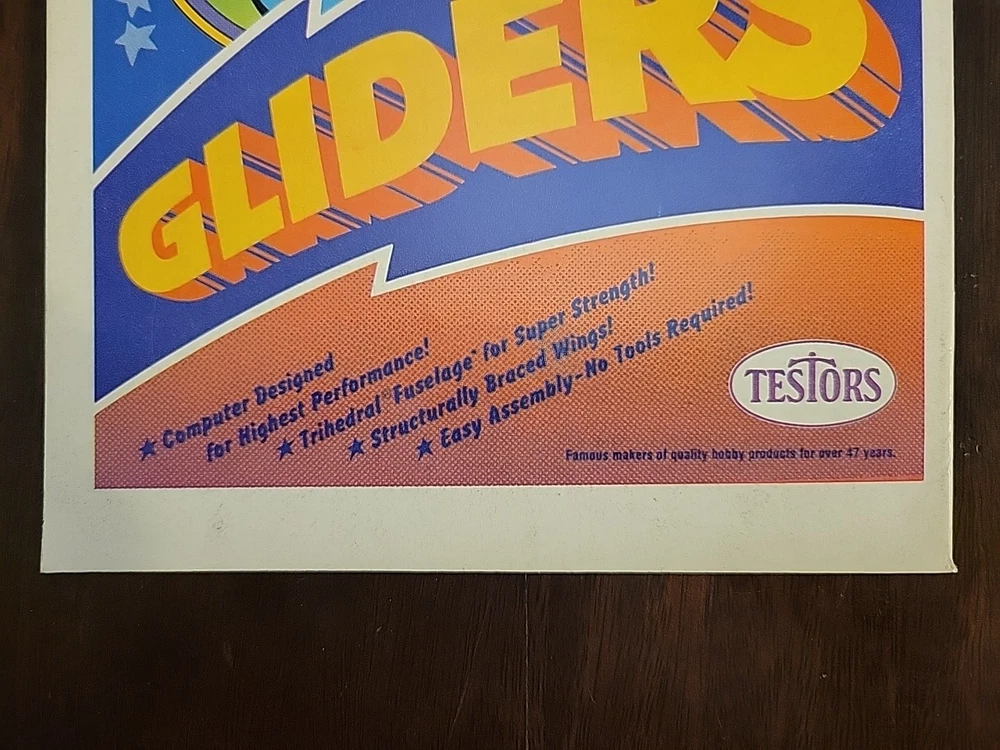 GLIDERS
★ Computer Designed
for Highest Performance!
★ Trihedral® Fuselage™ for Super Strength!
★ Structurally Braced Wings!
★ Easy Assembly-No Tools Required!
TESTORS
Famous makers of quality hobby products for over 47 years.